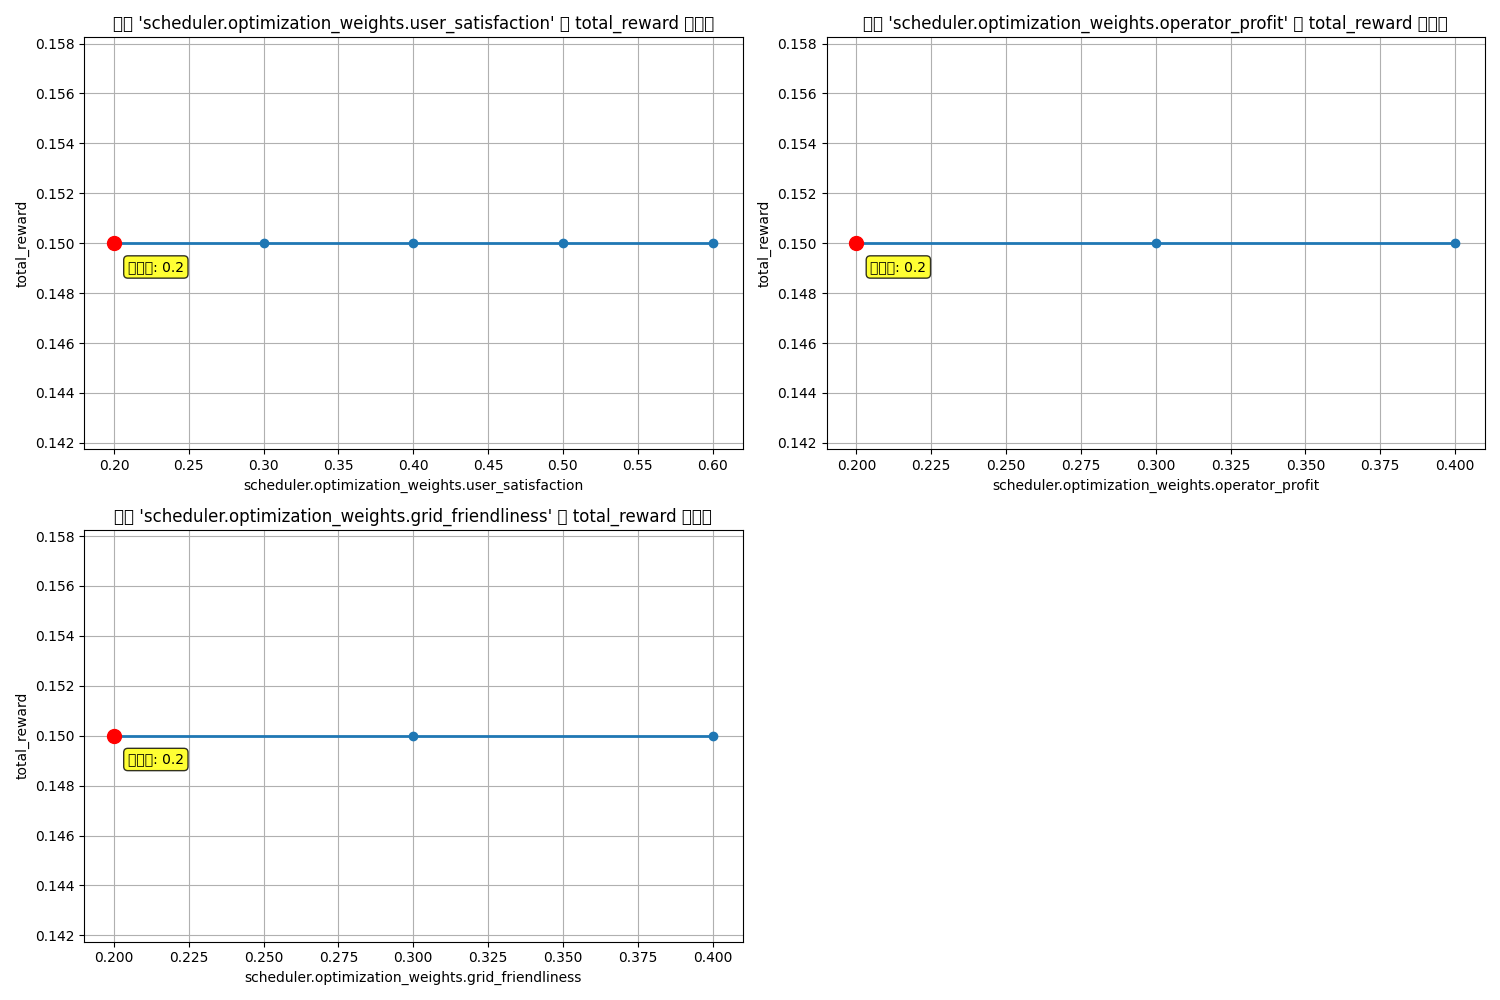 'scheduler.optimization_weights.user_satisfaction' total_reward
0.158
0.156
0.154
0.152
0.150
0.148
0.146
0.144
0.142
total_reward
: 0.2
0.20 0.25 0.30 0.35 0.40 0.45 0.50 0.55 0.60
scheduler.optimization_weights.user_satisfaction
'scheduler.optimization_weights.operator_profit' total_reward
0.158
0.156
0.154
0.152
0.150
0.148
0.146
0.144
0.142
total_reward
: 0.2
0.200 0.225 0.250 0.275 0.300 0.325 0.350 0.375 0.400
scheduler.optimization_weights.operator_profit
'scheduler.optimization_weights.grid_friendliness' total_reward
0.158
0.156
0.154
0.152
0.150
0.148
0.146
0.144
0.142
total_reward
: 0.2
0.200 0.225 0.250 0.275 0.300 0.325 0.350 0.375 0.400
scheduler.optimization_weights.grid_friendliness